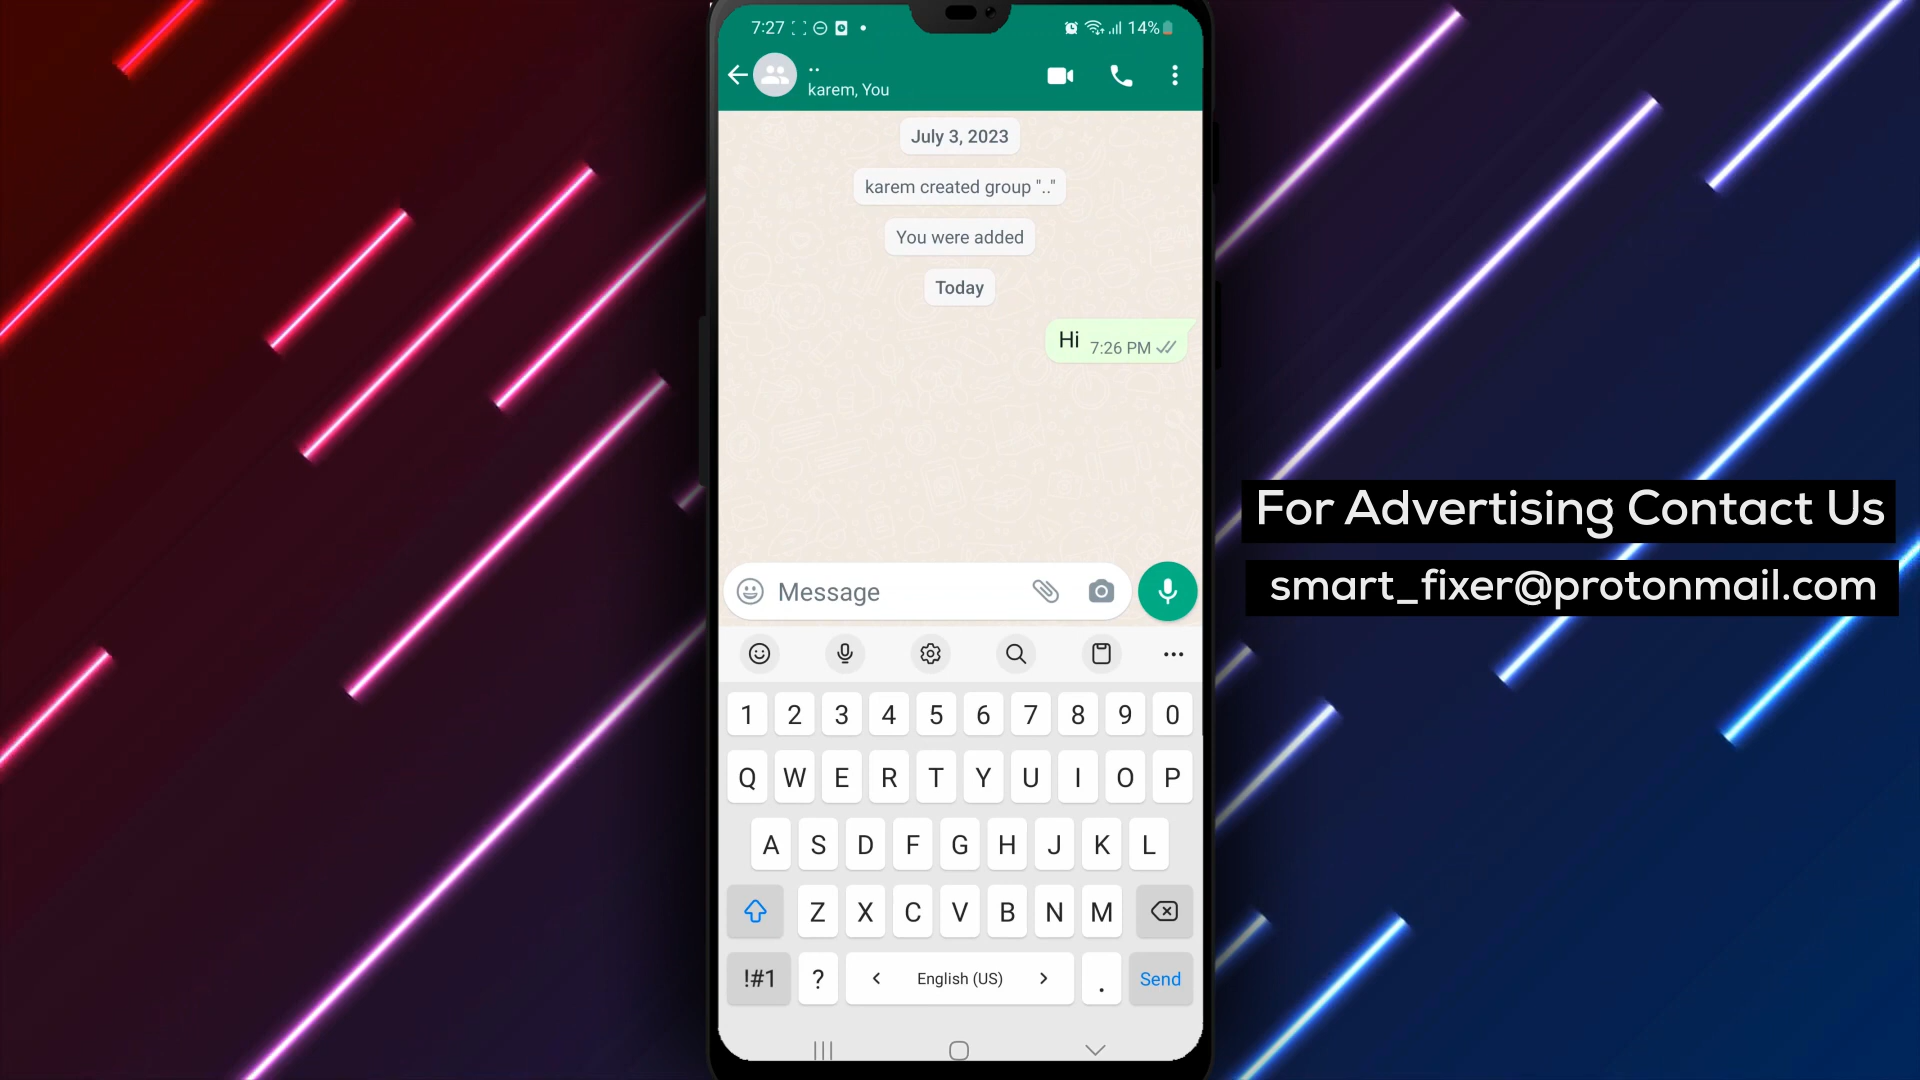 7:27 14%
..
karem, You
July 3, 2023
karem created group ".."
You were added
Today
Hi 7:26 PM
Message
1 2 3 4 5 6 7 8 9 0
Q W E R T Y U I O P
A S D F G H J K L
Z X C V B N M
!#1 ? < English (US) > . Send
For Advertising Contact Us
smart_fixer@protonmail.com